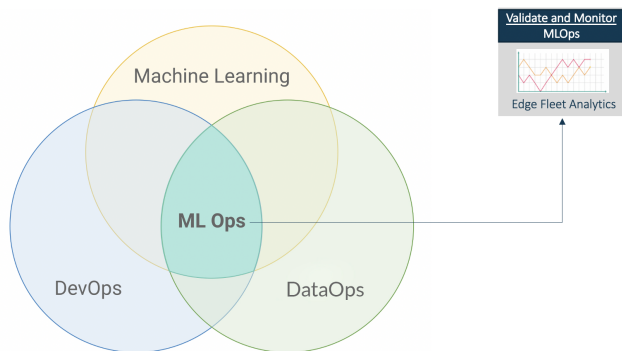 Validate and Monitor
MLOps
Edge Fleet Analytics
Machine Learning
ML Ops
DevOps
DataOps